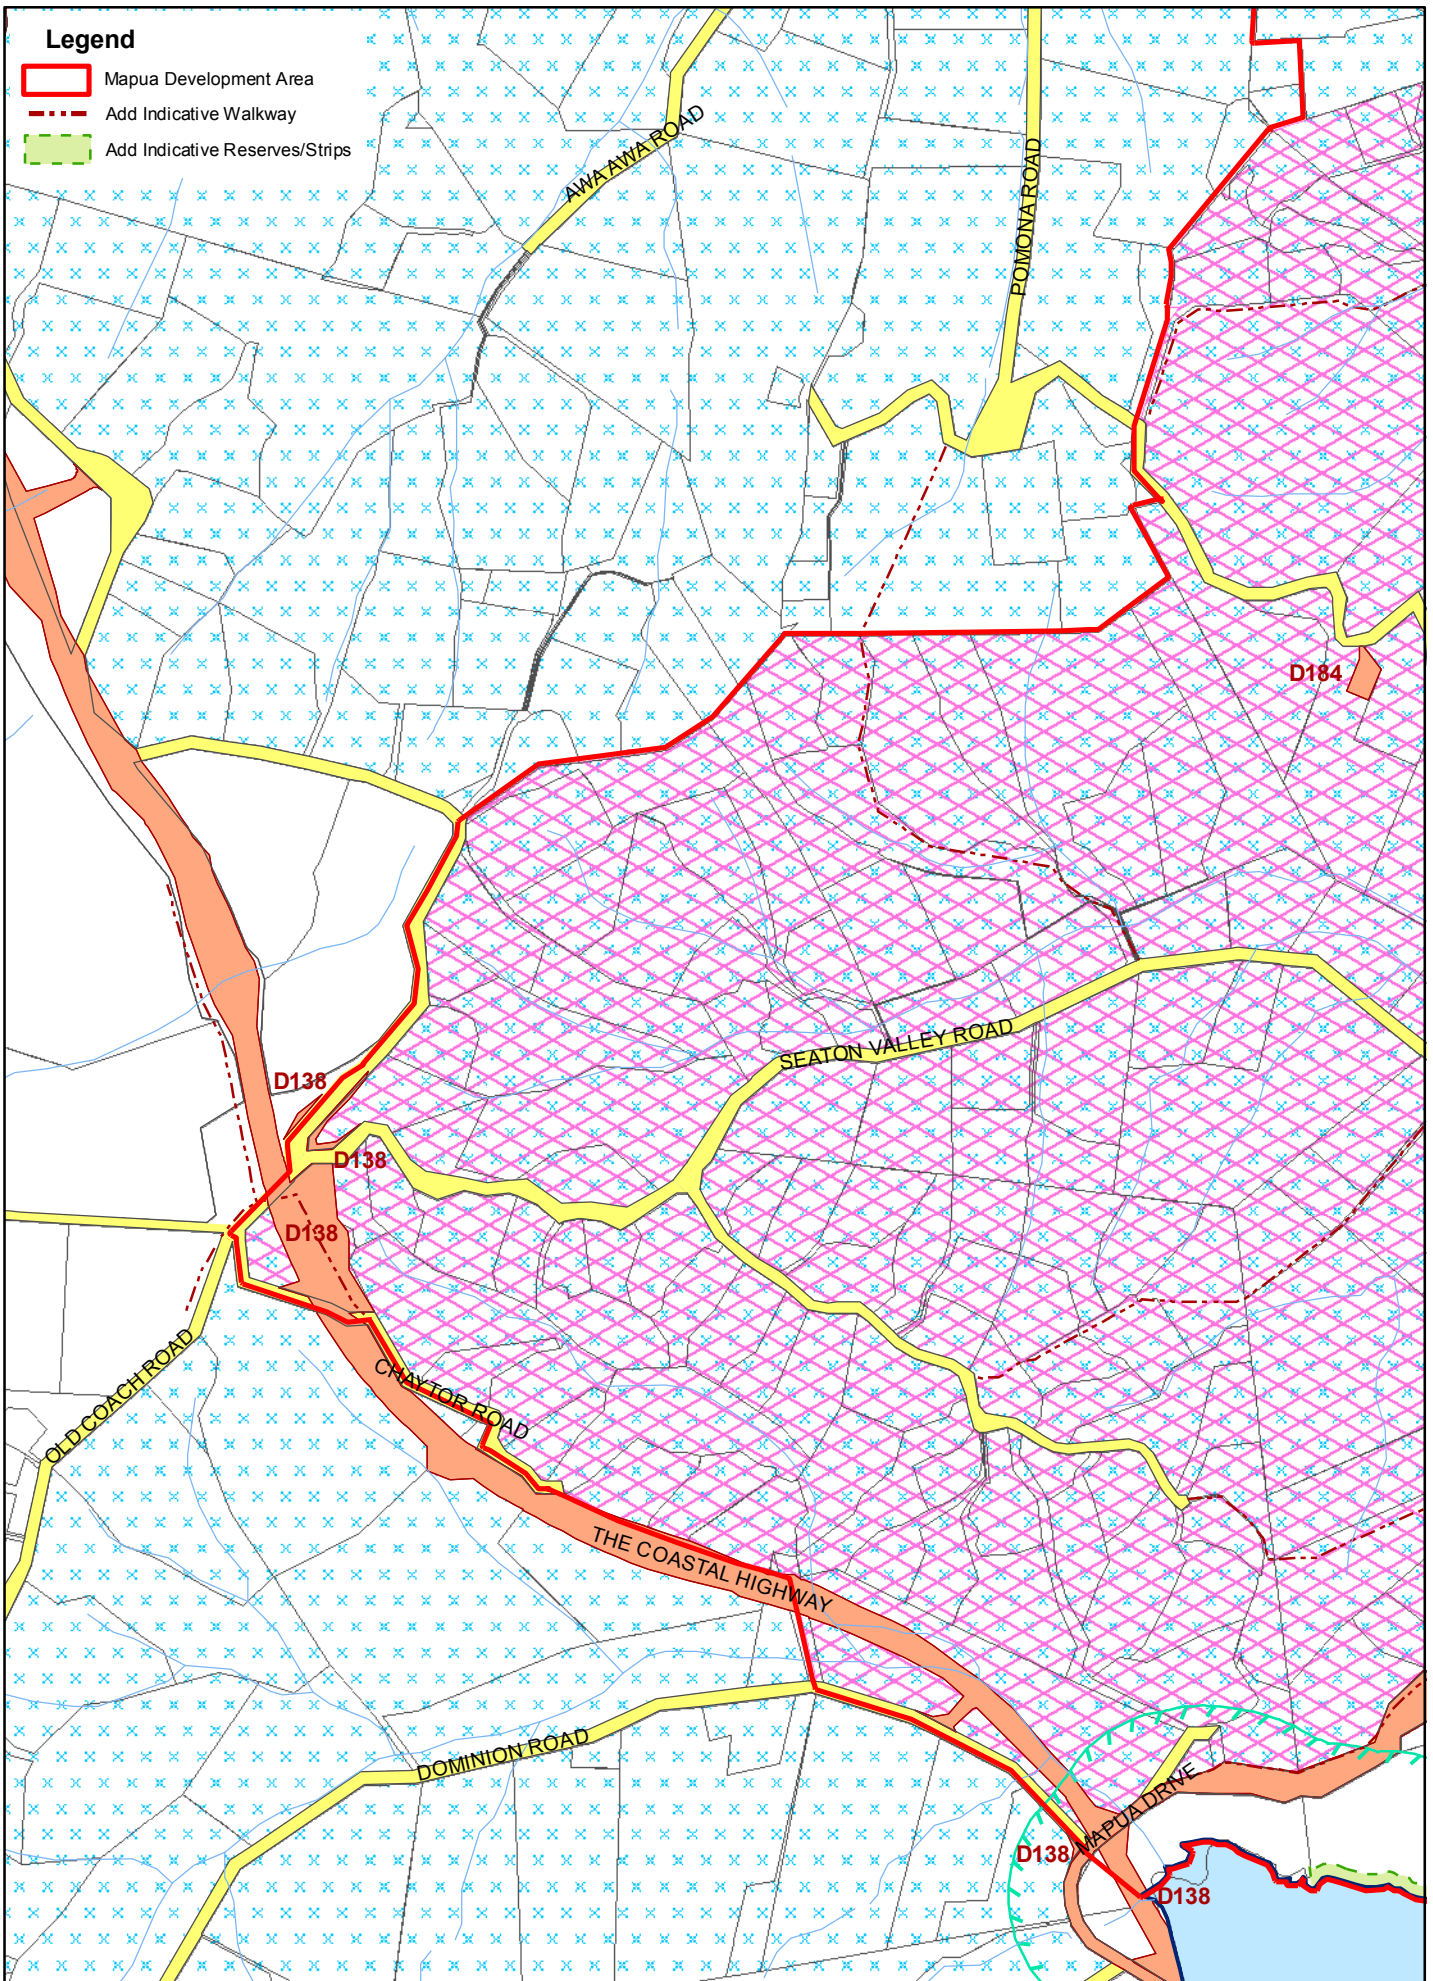 Legend
Mapua Development Area
Add Indicative Walkway
Add Indicative Reserves/Strips
AWA AWA ROAD
POMONA ROAD
D184
SEATON VALLEY ROAD
D138
D138
D138
OLD COACH ROAD
CHAYTOR ROAD
THE COASTAL HIGHWAY
DOMINION ROAD
MAPUA DRIVE
D138
D138